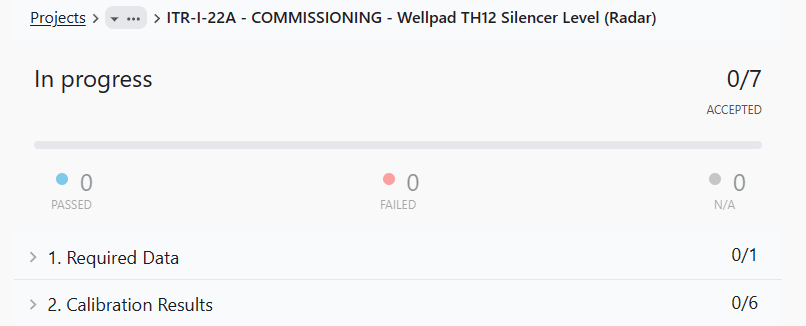 Projects > ... > ITR-I-22A - COMMISSIONING - Wellpad TH12 Silencer Level (Radar)
In progress 0/7
ACCEPTED
0 0 0
PASSED FAILED N/A
1. Required Data 0/1
2. Calibration Results 0/6